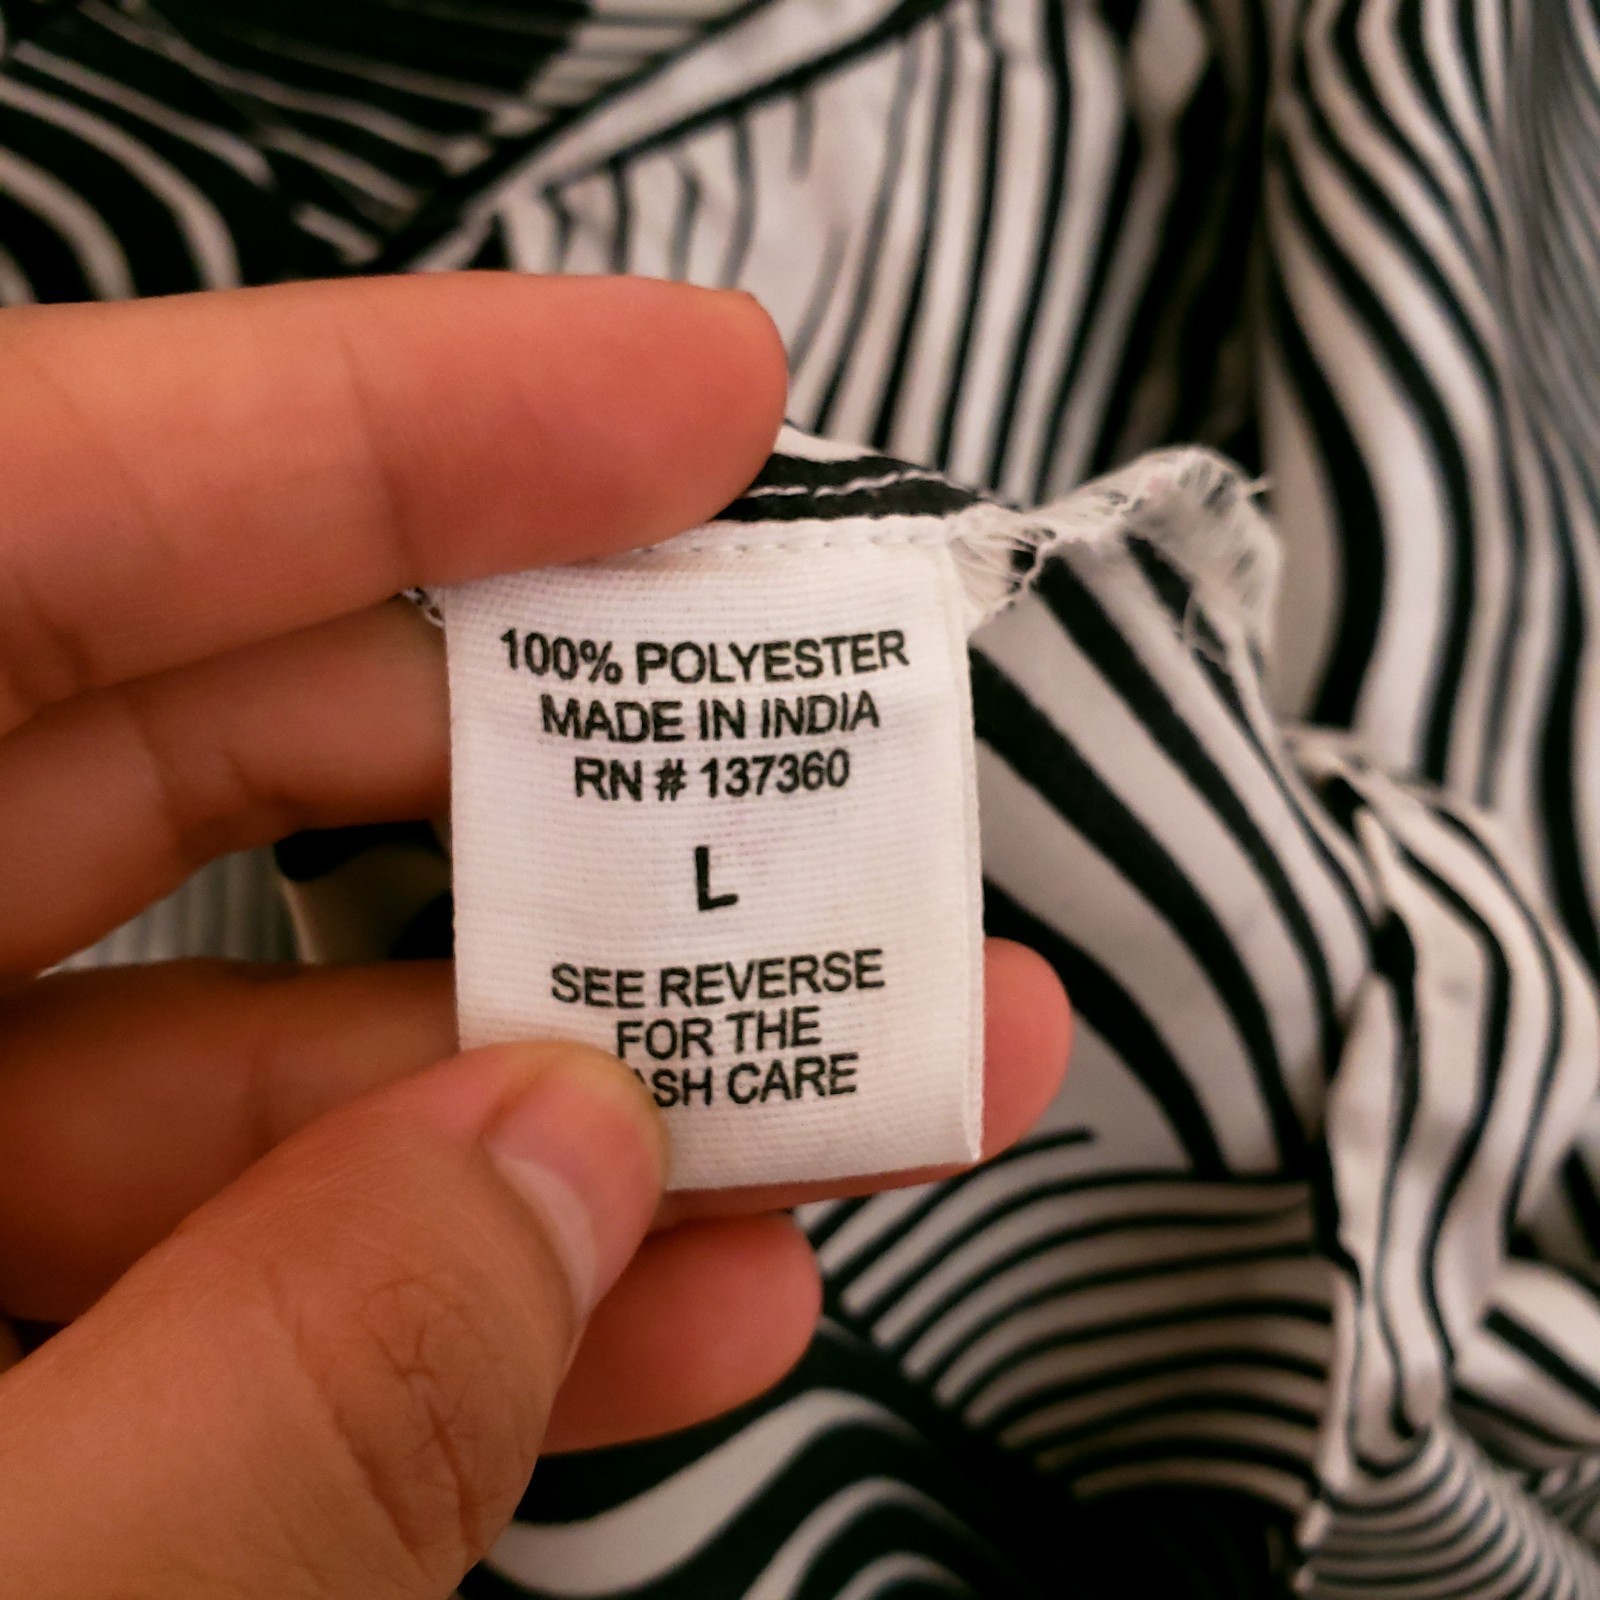 100% POLYESTER
MADE IN INDIA
RN # 137360
L
SEE REVERSE
FOR THE
CARE